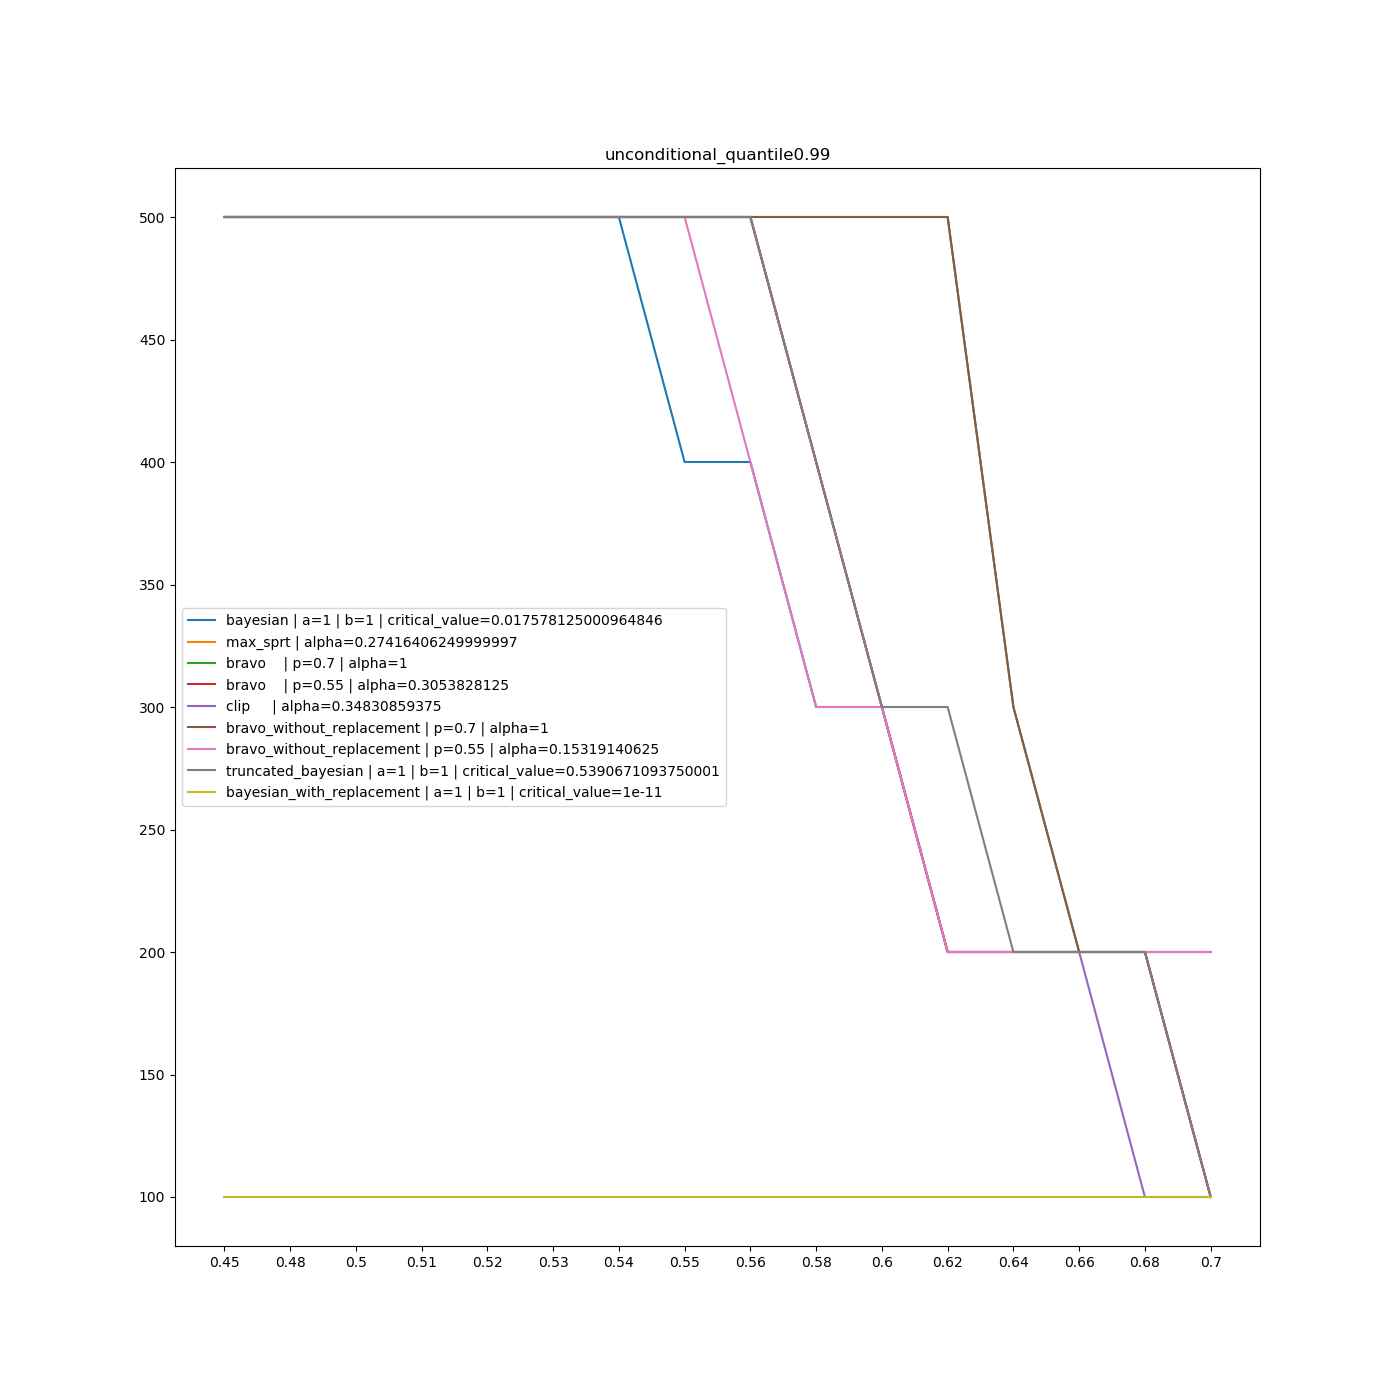 unconditional_quantile0.99
500
450
400
350
300
250
200
150
100
bayesian | a=1 | b=1 | critical_value=0.017578125000964846
max_sprt | alpha=0.27416406249999997
bravo    | p=0.7 | alpha=1
bravo    | p=0.55 | alpha=0.3053828125
clip     | alpha=0.34830859375
bravo_without_replacement | p=0.7 | alpha=1
bravo_without_replacement | p=0.55 | alpha=0.15319140625
truncated_bayesian | a=1 | b=1 | critical_value=0.5390671093750001
bayesian_with_replacement | a=1 | b=1 | critical_value=1e-11
0.45 0.48 0.5 0.51 0.52 0.53 0.54 0.55 0.56 0.58 0.6 0.62 0.64 0.66 0.68 0.7